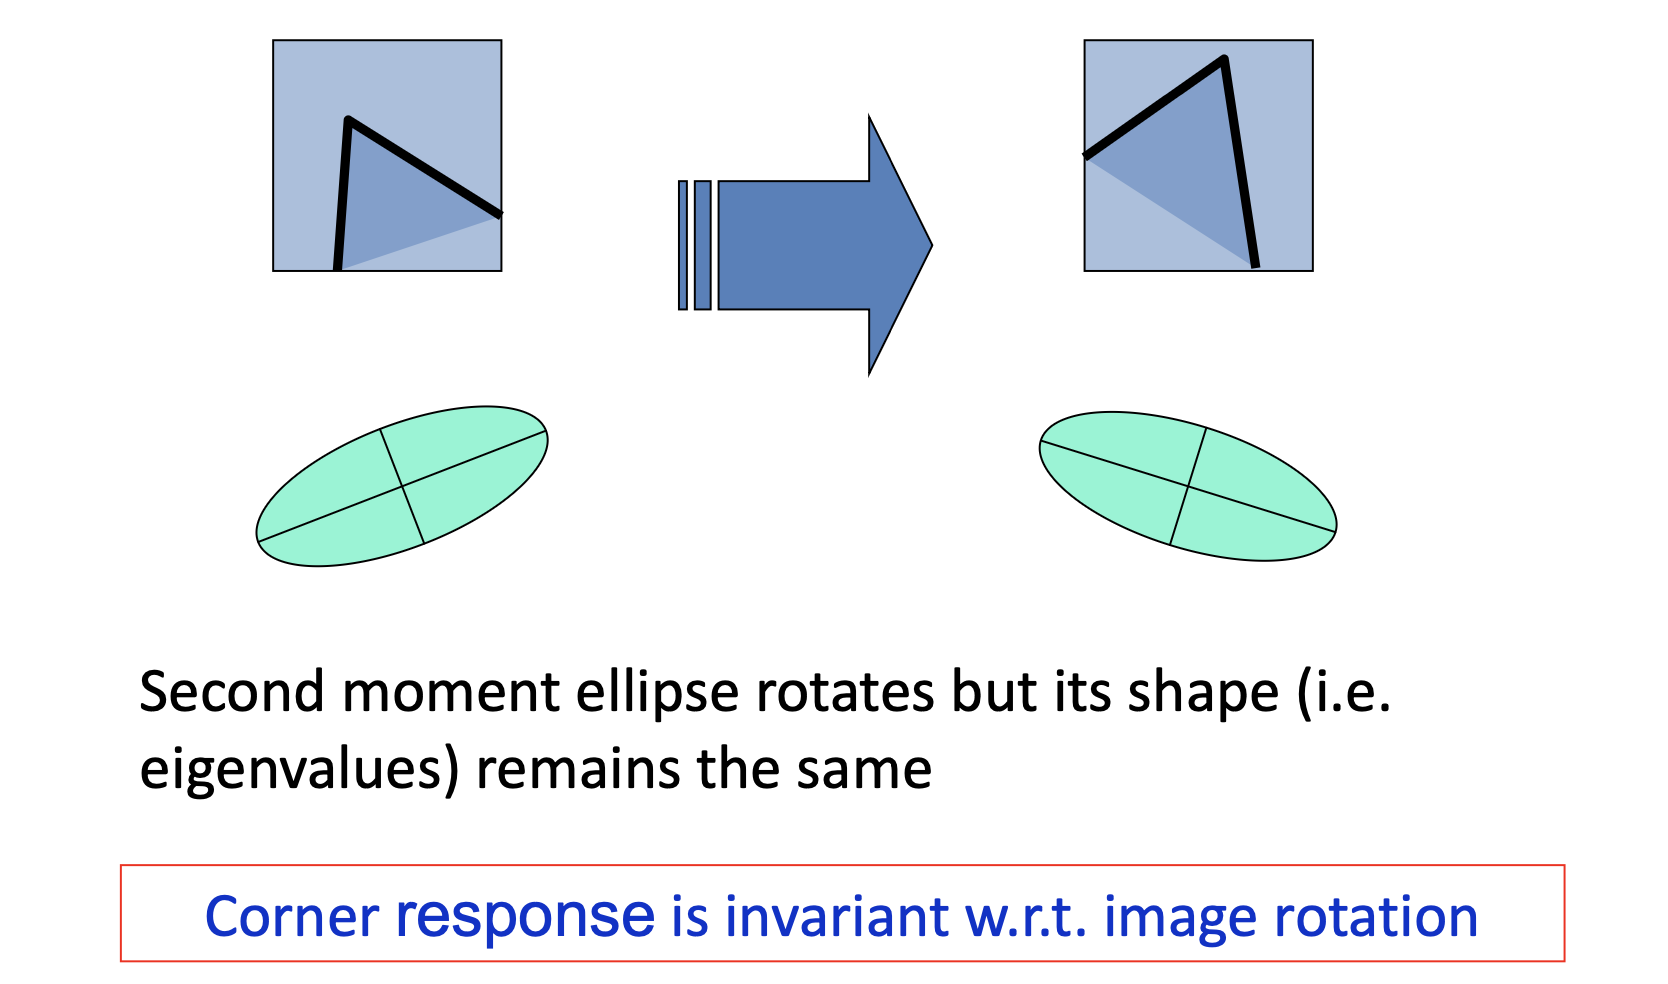 Second moment ellipse rotates but its shape (i.e.
eigenvalues) remains the same
Corner response is invariant w.r.t. image rotation